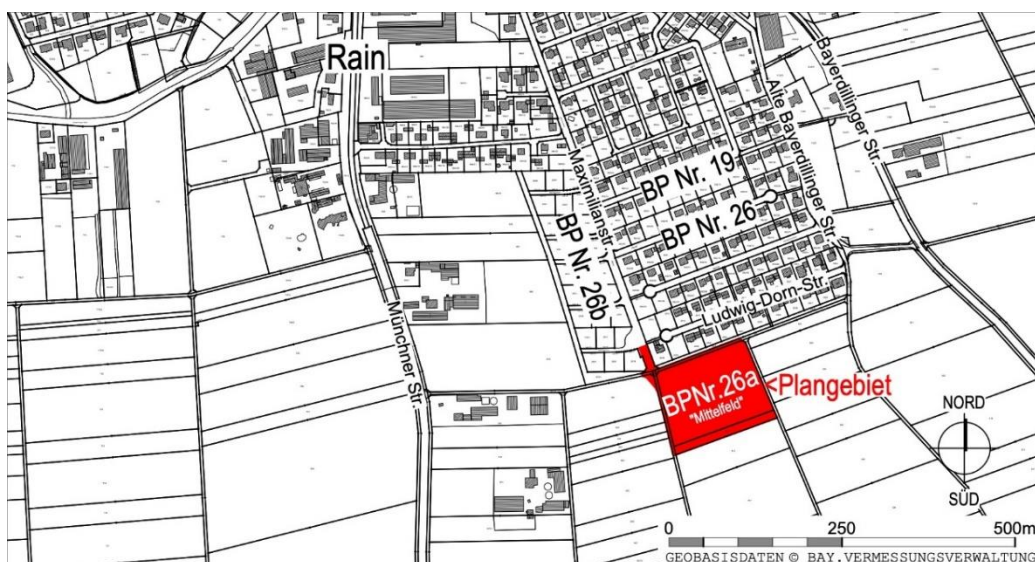 Rain
Bayerdillinger Str.
Alte Bayerdillinger Str.
Maximilianstr.
BP Nr. 19
BP Nr. 26
BP Nr. 26b
Ludwig-Dorn-Str.
Münchner Str.
BPNr.26a
"Mittelfeld"
<Plangebiet
NORD
SÜD
0 250 500m
GEOBASISDATEN © BAY.VERMESSUNGSVERWALTUNG